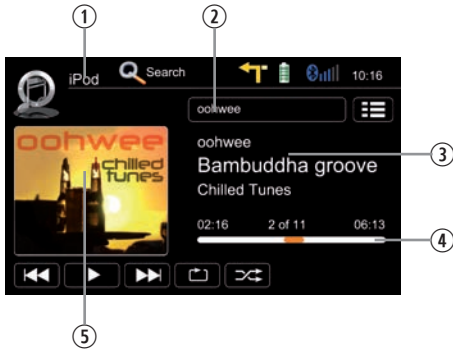 ① ②
iPod Search 10:16
oohwee
oohwee
Bambuddha groove ③
Chilled Tunes
02:16 2 of 11 06:13
④
oohwee
chilled
tunes
⑤